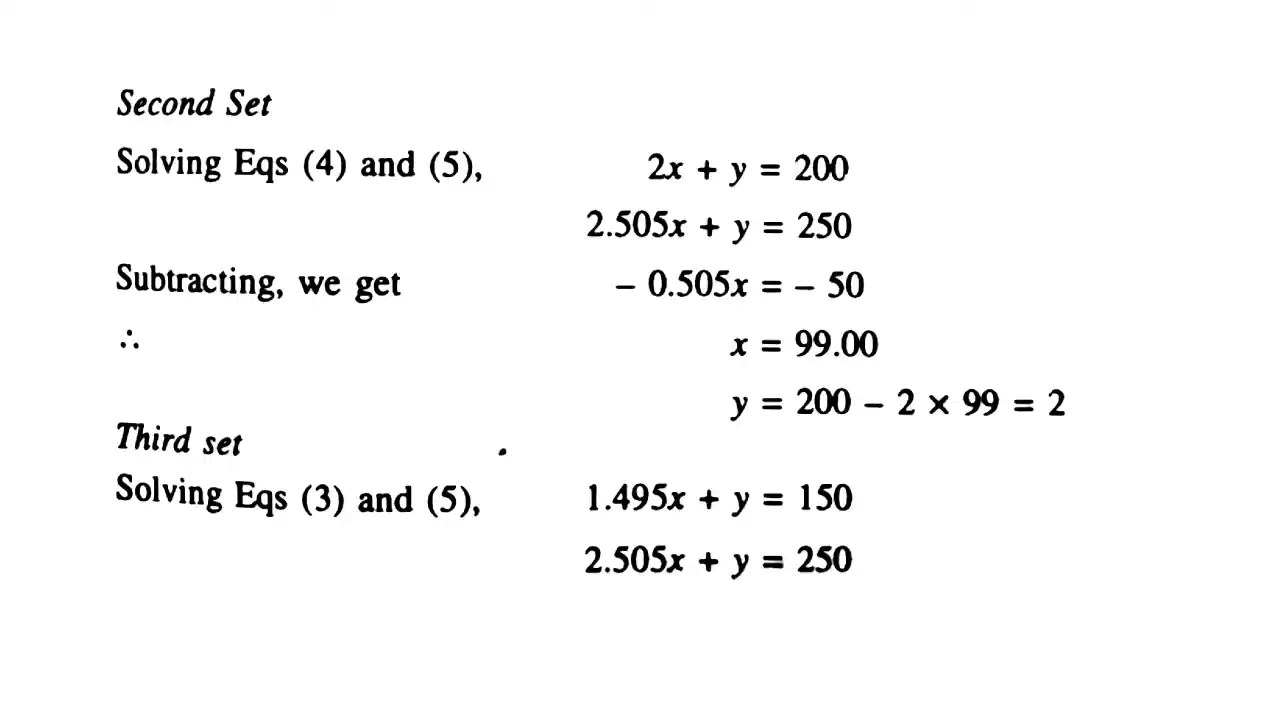 Second Set
Solving Eqs (4) and (5), 2x + y = 200
2.505x + y = 250
Subtracting, we get – 0.505x = – 50
∴ x = 99.00
y = 200 – 2 × 99 = 2
Third set
Solving Eqs (3) and (5), 1.495x + y = 150
2.505x + y = 250